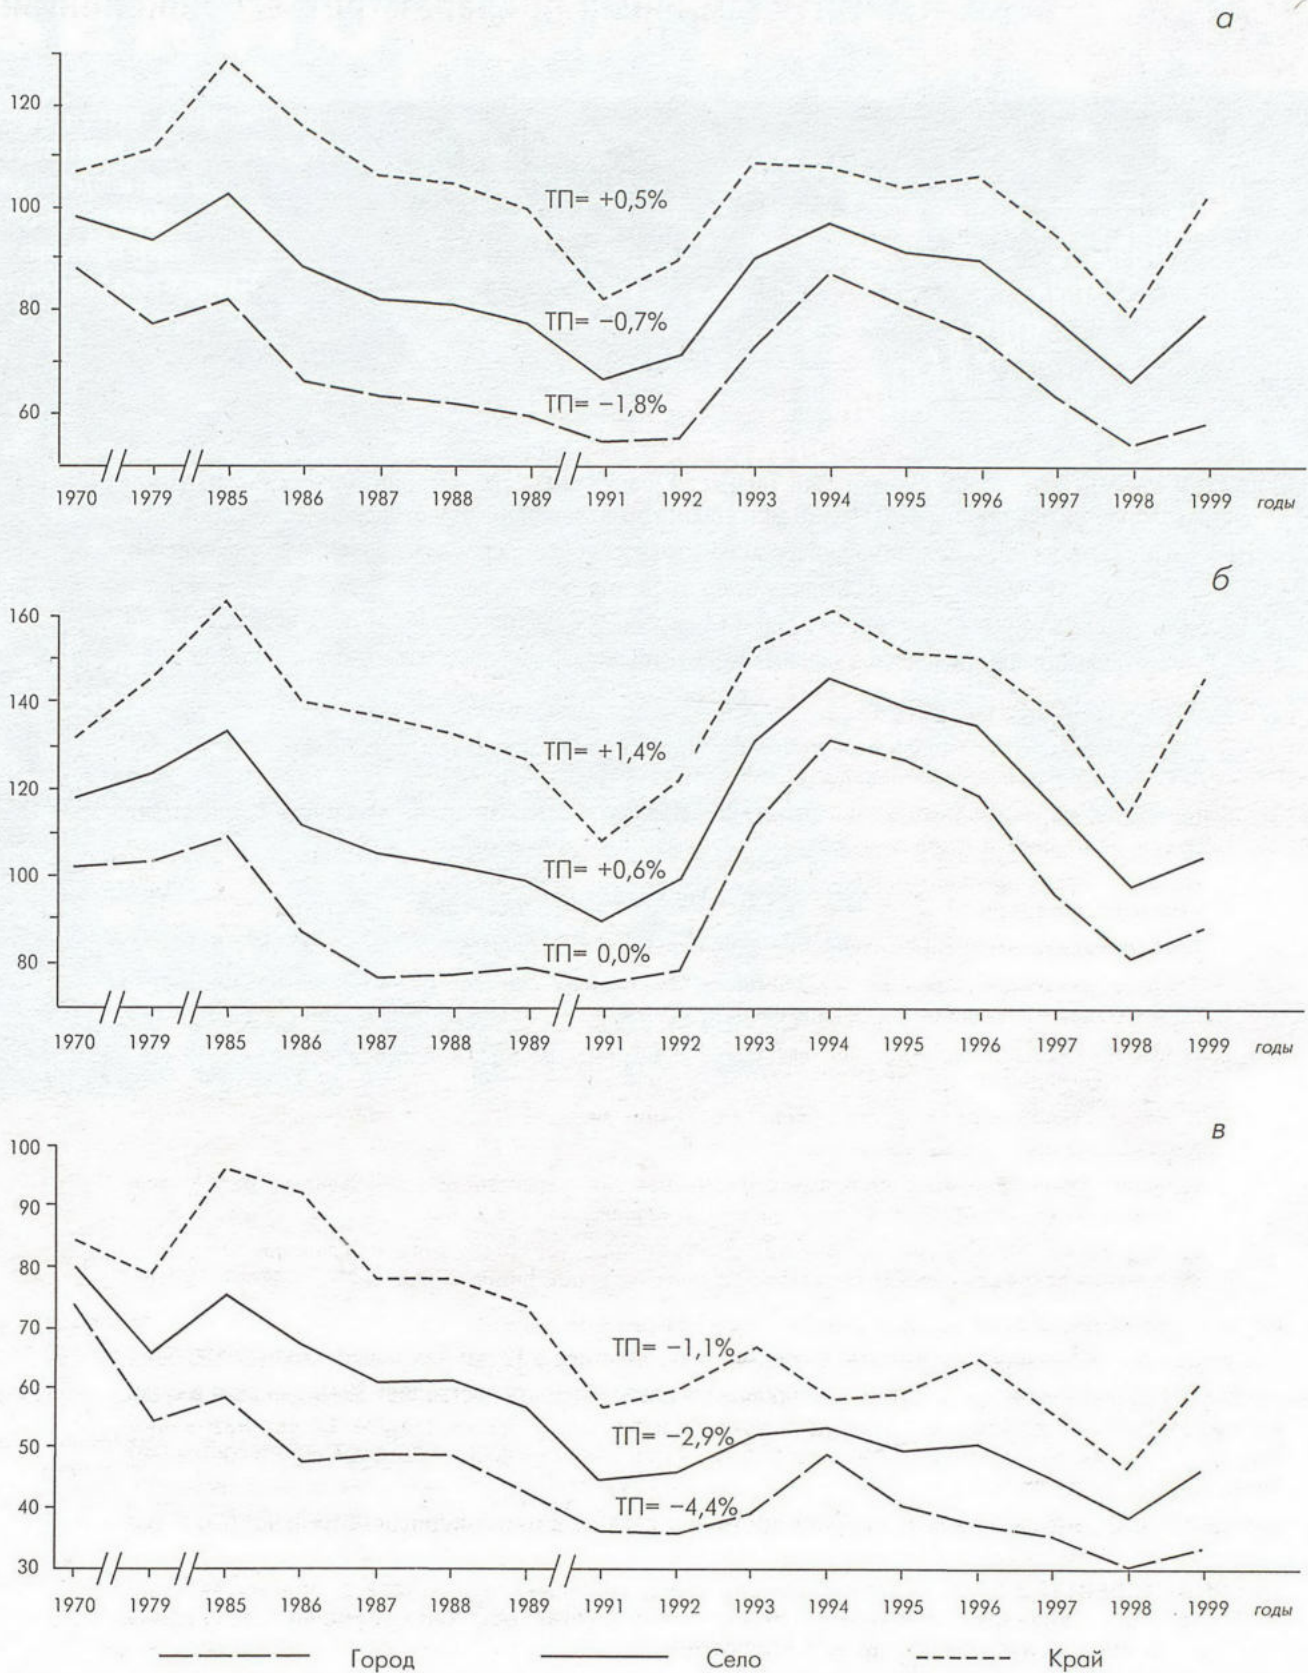 а
120
ТП= +0,5%
100
80
ТП= −0,7%
ТП= −1,8%
60
1970 1979 1985 1986 1987 1988 1989 1991 1992 1993 1994 1995 1996 1997 1998 1999 годы
б
160
140
ТП= +1,4%
120
ТП= +0,6%
100
ТП= 0,0%
80
1970 1979 1985 1986 1987 1988 1989 1991 1992 1993 1994 1995 1996 1997 1998 1999 годы
в
100
90
80
70
ТП= −1,1%
60
50
ТП= −2,9%
40
ТП= −4,4%
30
1970 1979 1985 1986 1987 1988 1989 1991 1992 1993 1994 1995 1996 1997 1998 1999 годы
Город Село Край